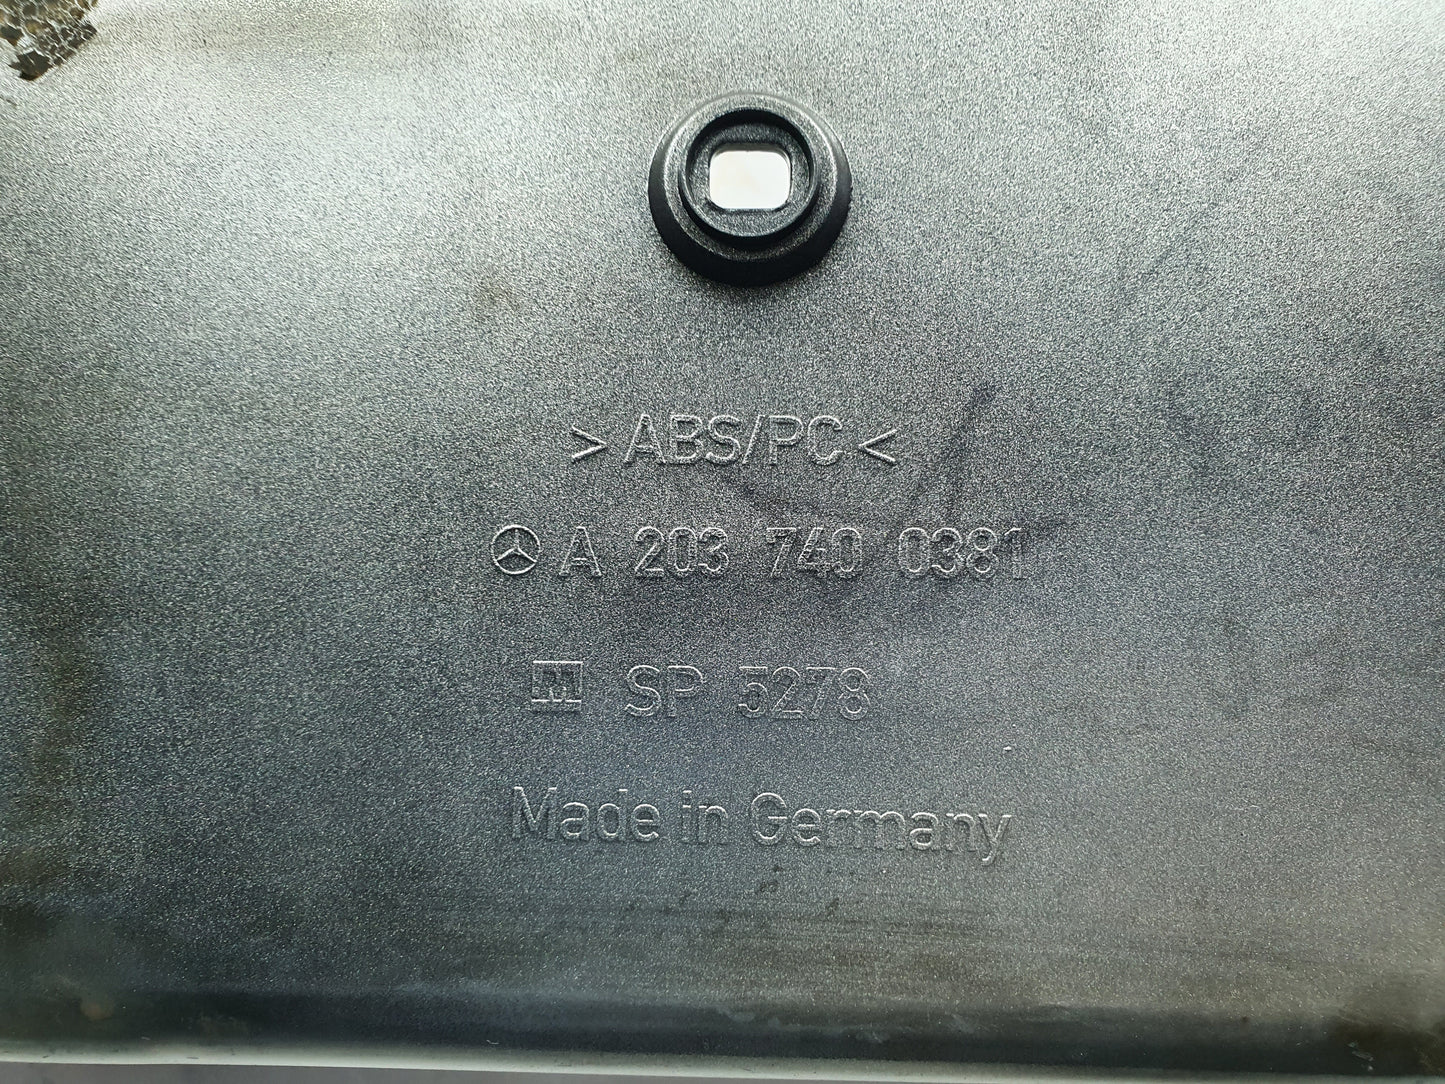 >ABS/PC<
A 203 740 0381
M SP 5278
Made in Germany